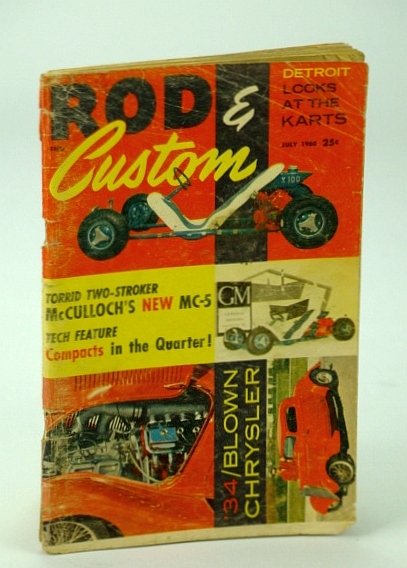 ROD &
Custom
DETROIT
LOOKS
AT THE
KARTS
JULY 1960 25¢
X 100
TORRID TWO-STROKER
McCULLOCH'S NEW MC-5
TECH FEATURE
Compacts in the Quarter!
GM
34/BLOWN
CHRYSLER